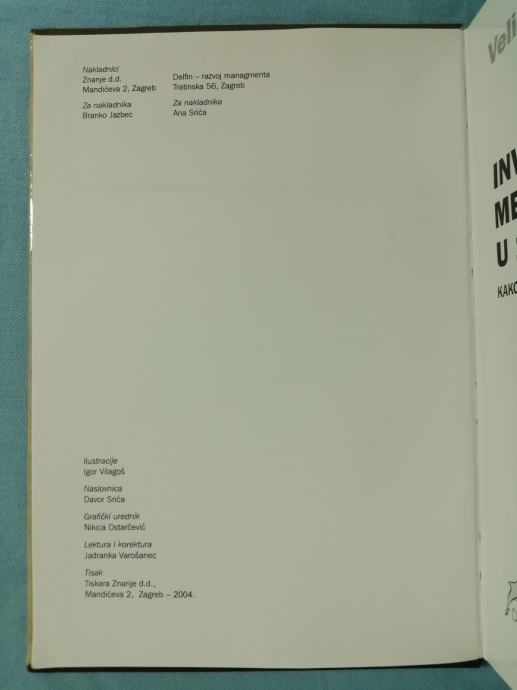 Nakladnici
Znanje d.d.
Mandićeva 2, Zagreb
Za nakladnika
Branko Jazbec
Delfin – razvoj managmenta
Tratinska 56, Zagreb
Za nakladnika
Ana Srića
Ilustracije
Igor Vilagoš
Naslovnica
Davor Srića
Grafički urednik
Nikica Ostarčević
Lektura i korektura
Jadranka Varošanec
Tisak
Tiskara Znanje d.d.,
Mandićeva 2, Zagreb – 2004.
Veli
INV
ME
U
KAKO